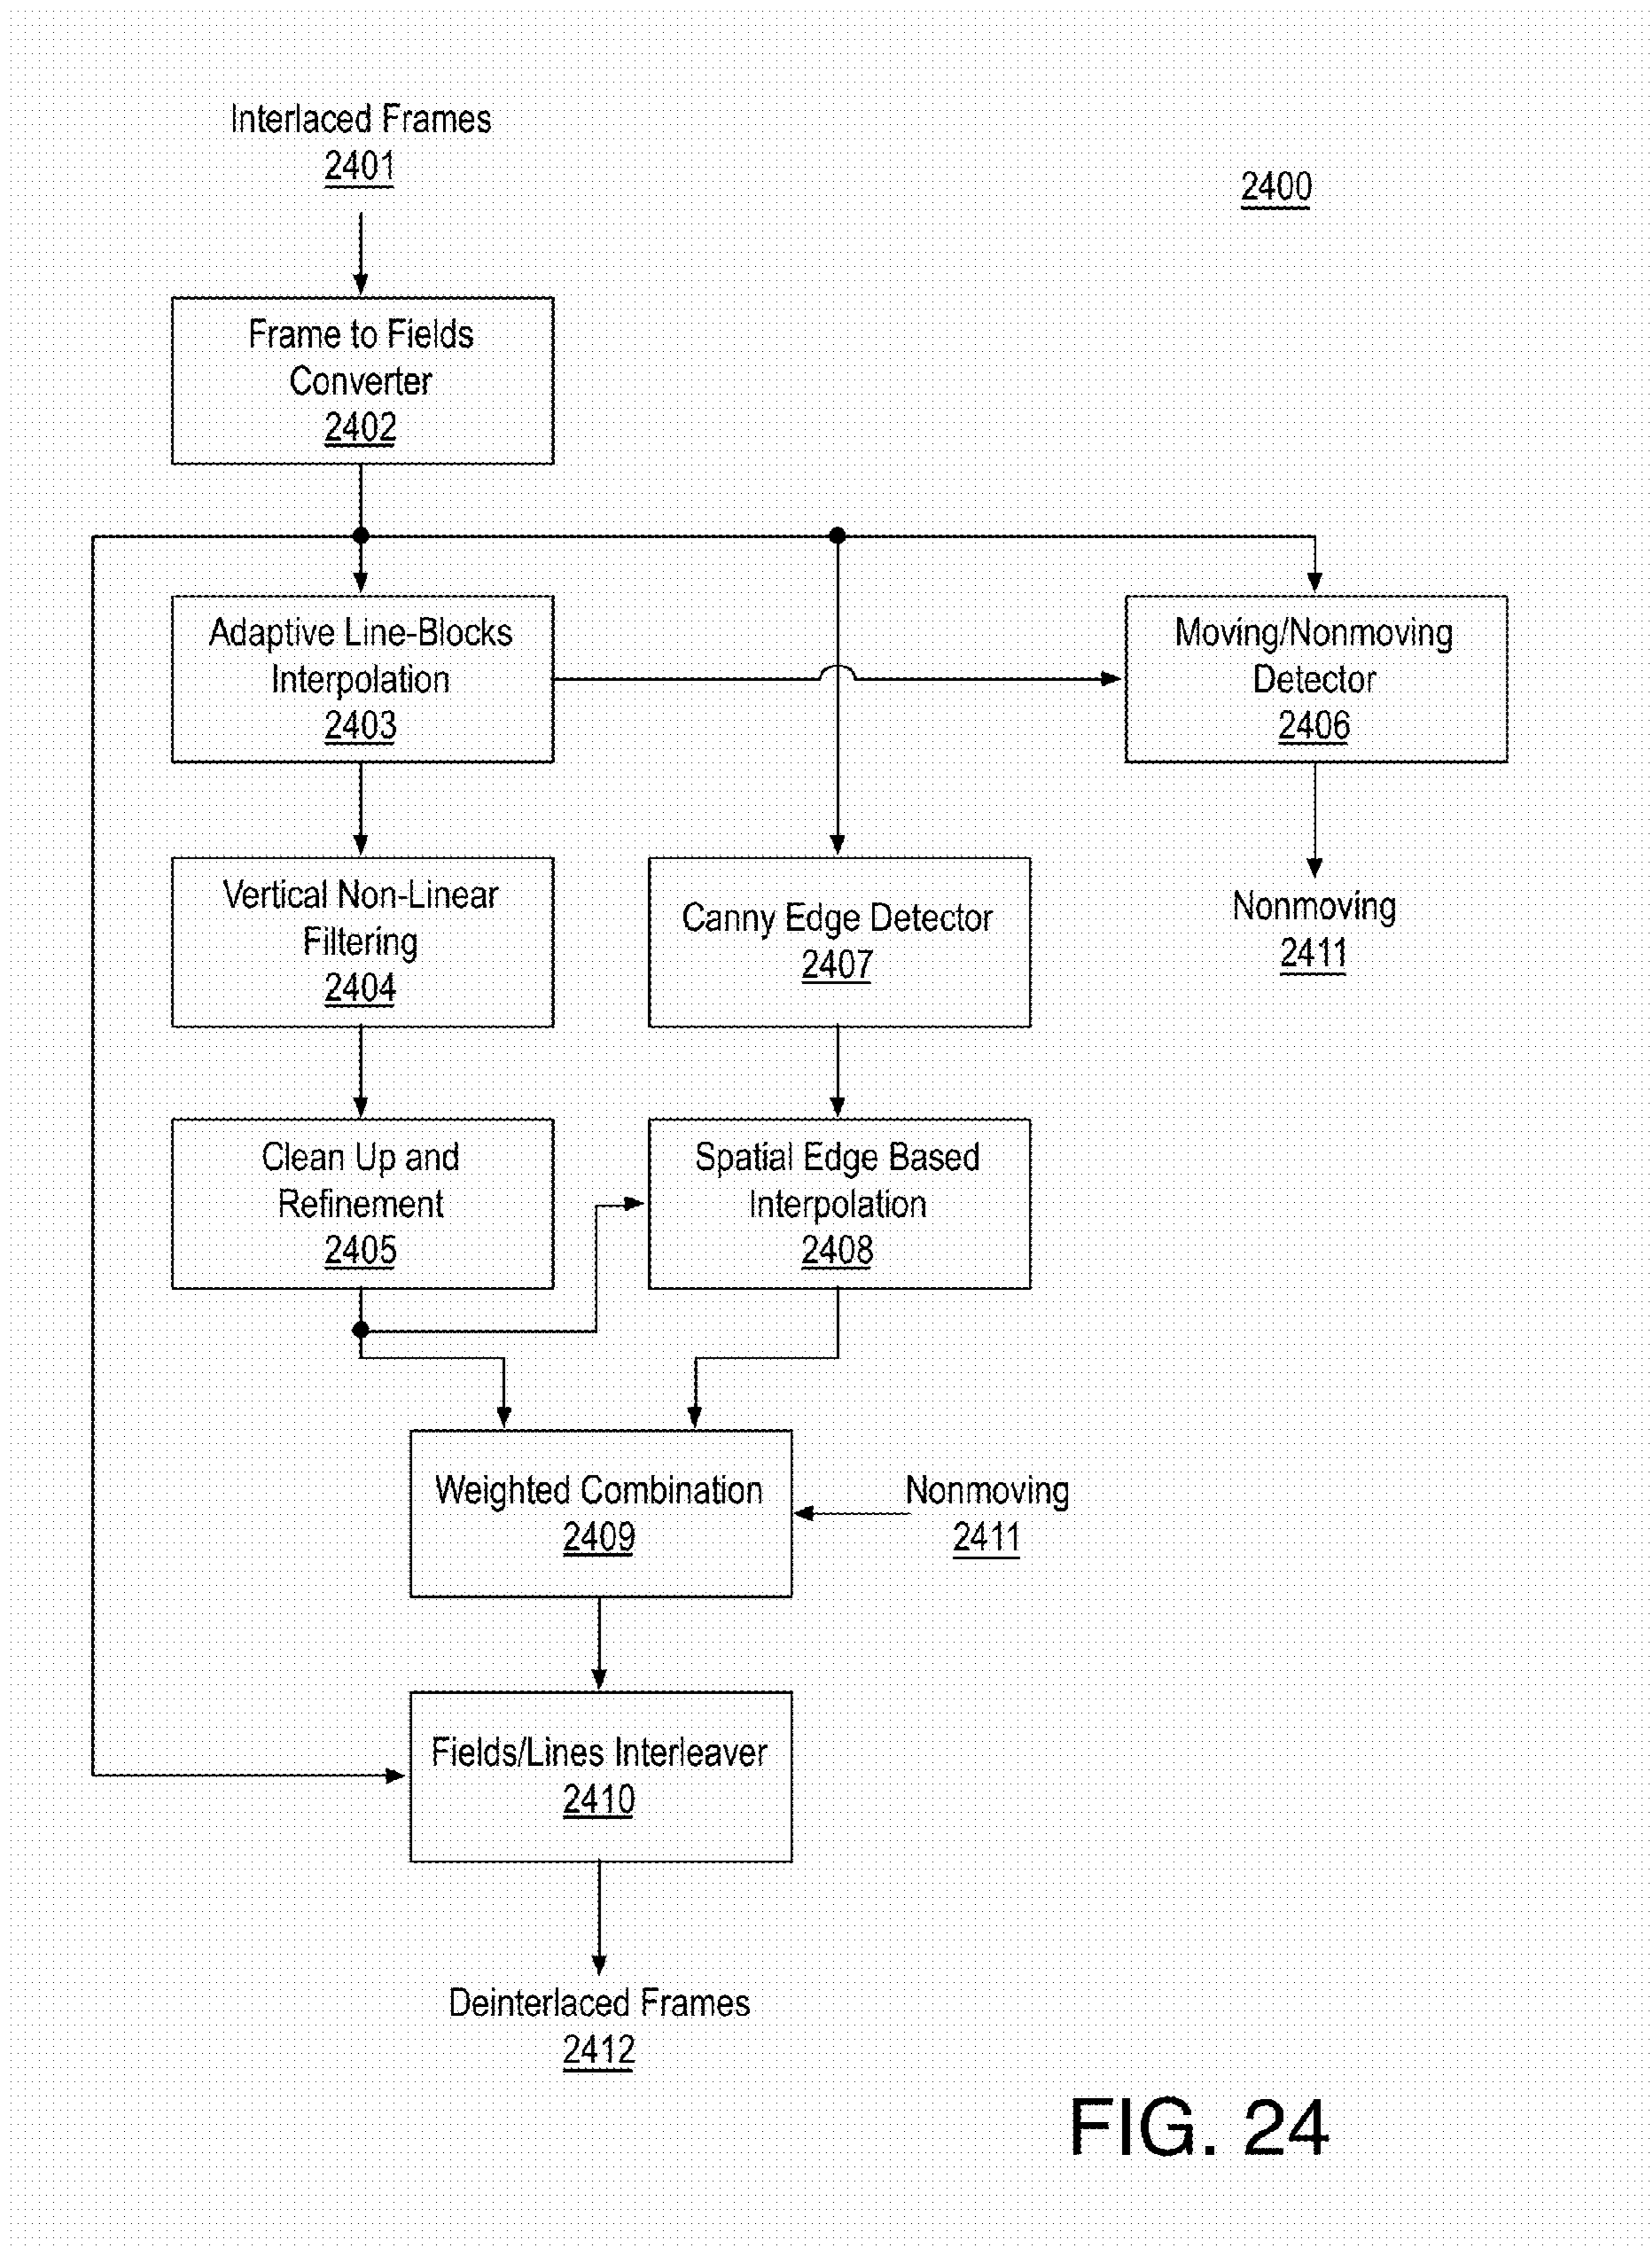 Interlaced Frames
2401
2400
Frame to Fields
Converter
2402
Adaptive Line-Blocks
Interpolation
2403
Moving/Nonmoving
Detector
2406
Vertical Non-Linear
Filtering
2404
Canny Edge Detector
2407
Nonmoving
2411
Clean Up and
Refinement
2405
Spatial Edge Based
Interpolation
2408
Weighted Combination
2409
Nonmoving
2411
Fields/Lines Interleaver
2410
Deinterlaced Frames
2412
FIG. 24